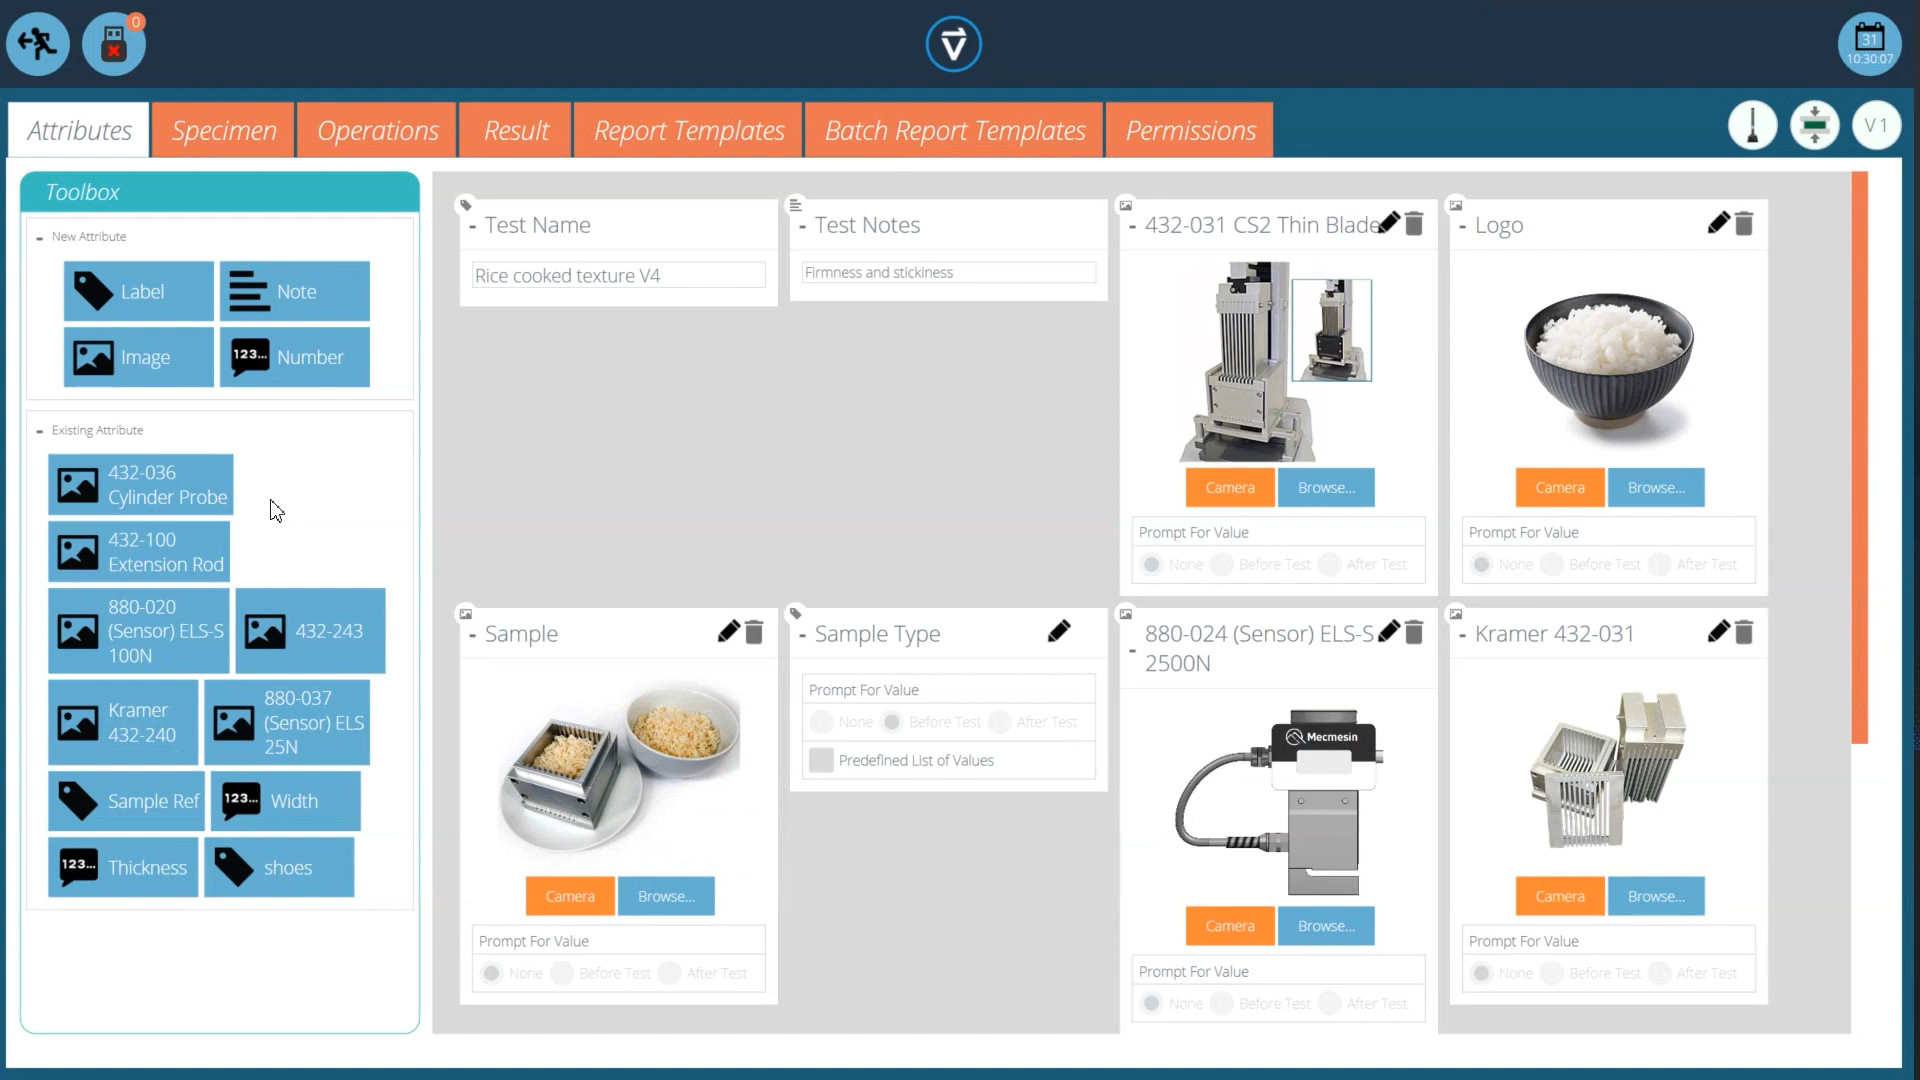 0
31
10:30:07
Attributes
Specimen
Operations
Result
Report Templates
Batch Report Templates
Permissions
V 1
Toolbox
- New Attribute
Label
Note
Image
123... Number
- Existing Attribute
432-036
Cylinder Probe
432-100
Extension Rod
880-020
(Sensor) ELS-S
100N
432-243
Kramer
432-240
880-037
(Sensor) ELS
25N
Sample Ref
123... Width
123... Thickness
shoes
- Test Name
Rice cooked texture V4
- Test Notes
Firmness and stickiness
- 432-031 CS2 Thin Blade
Camera
Browse...
Prompt For Value
None Before Test After Test
- Logo
Camera
Browse...
Prompt For Value
None Before Test After Test
- Sample
Camera
Browse...
Prompt For Value
None Before Test After Test
- Sample Type
Prompt For Value
None Before Test After Test
Predefined List of Values
- 880-024 (Sensor) ELS-S
2500N
Mecmesin
Camera
Browse...
Prompt For Value
None Before Test After Test
- Kramer 432-031
Camera
Browse...
Prompt For Value
None Before Test After Test